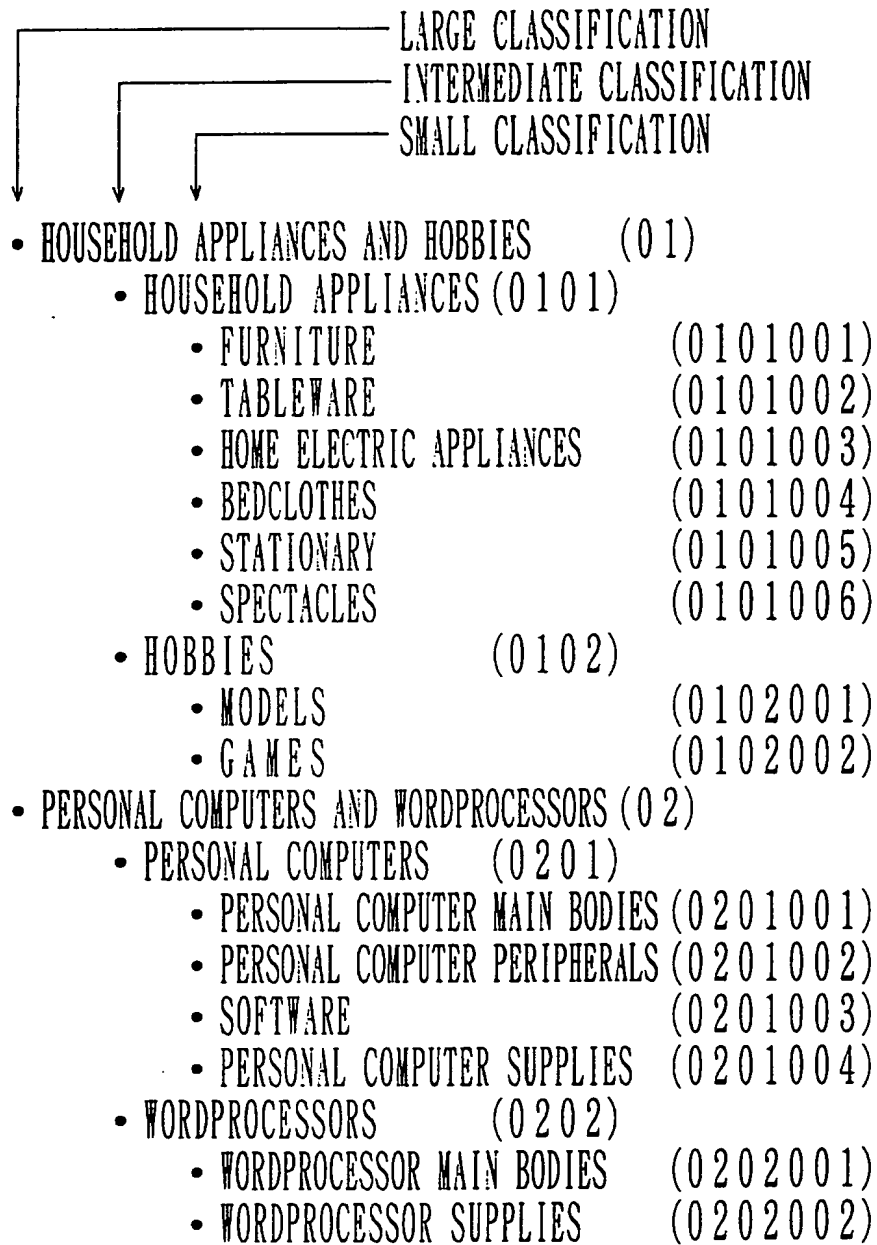 LARGE CLASSIFICATION
INTERMEDIATE CLASSIFICATION
SMALL CLASSIFICATION
• HOUSEHOLD APPLIANCES AND HOBBIES (01)
• HOUSEHOLD APPLIANCES (0101)
• FURNITURE (0101001)
• TABLEWARE (0101002)
• HOME ELECTRIC APPLIANCES (0101003)
• BEDCLOTHES (0101004)
• STATIONARY (0101005)
• SPECTACLES (0101006)
• HOBBIES (0102)
• MODELS (0102001)
• GAMES (0102002)
• PERSONAL COMPUTERS AND WORDPROCESSORS (02)
• PERSONAL COMPUTERS (0201)
• PERSONAL COMPUTER MAIN BODIES (0201001)
• PERSONAL COMPUTER PERIPHERALS (0201002)
• SOFTWARE (0201003)
• PERSONAL COMPUTER SUPPLIES (0201004)
• WORDPROCESSORS (0202)
• WORDPROCESSOR MAIN BODIES (0202001)
• WORDPROCESSOR SUPPLIES (0202002)